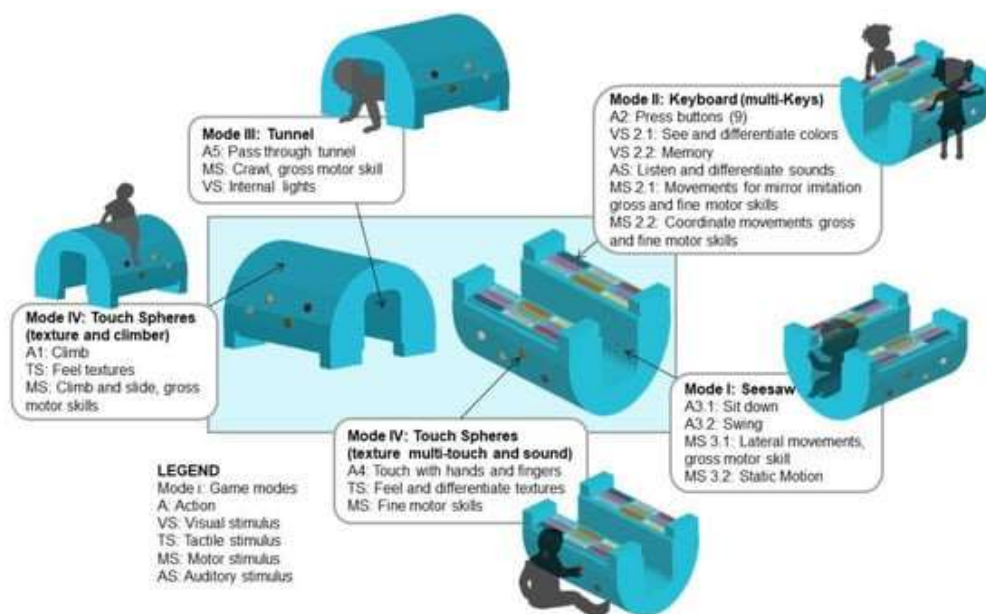 Mode III: Tunnel
A5: Pass through tunnel
MS: Crawl, gross motor skill
VS: Internal lights
Mode II: Keyboard (multi-Keys)
A2: Press buttons (9)
VS 2.1: See and differentiate colors
VS 2.2: Memory
AS: Listen and differentiate sounds
MS 2.1: Movements for mirror imitation
gross and fine motor skills
MS 2.2: Coordinate movements gross
and fine motor skills
Mode IV: Touch Spheres
(texture and climber)
A1: Climb
TS: Feel textures
MS: Climb and slide, gross
motor skills
Mode I: Seesaw
A3.1: Sit down
A3.2: Swing
MS 3.1: Lateral movements,
gross motor skill
MS 3.2: Static Motion
Mode IV: Touch Spheres
(texture multi-touch and sound)
A4: Touch with hands and fingers
TS: Feel and differentiate textures
MS: Fine motor skills
LEGEND
Mode i: Game modes
A: Action
VS: Visual stimulus
TS: Tactile stimulus
MS: Motor stimulus
AS: Auditory stimulus